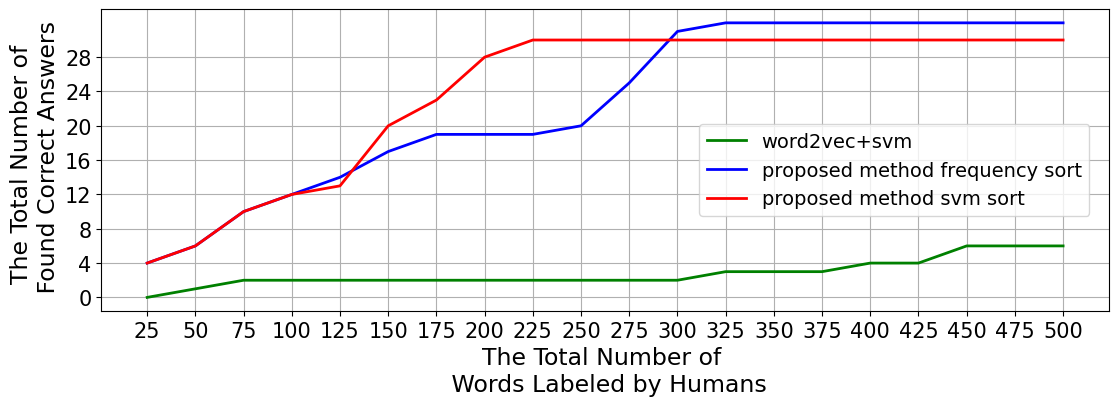 The Total Number of
Found Correct Answers
28
24
20
16
12
8
4
0
word2vec+svm
proposed method frequency sort
proposed method svm sort
25 50 75 100 125 150 175 200 225 250 275 300 325 350 375 400 425 450 475 500
The Total Number of
Words Labeled by Humans